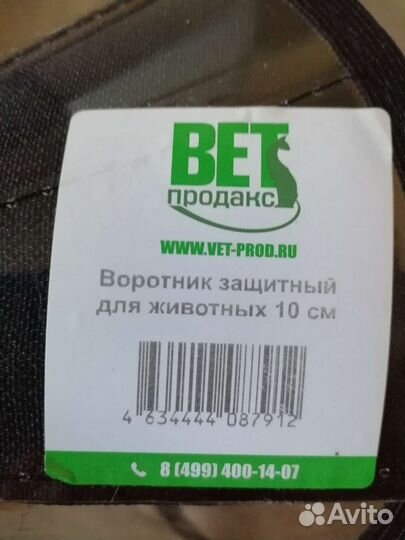 ВЕТ
продакс
WWW.VET-PROD.RU
Воротник защитный
для животных 10 см
4 634444 087912
8 (499) 400-14-07
Avito